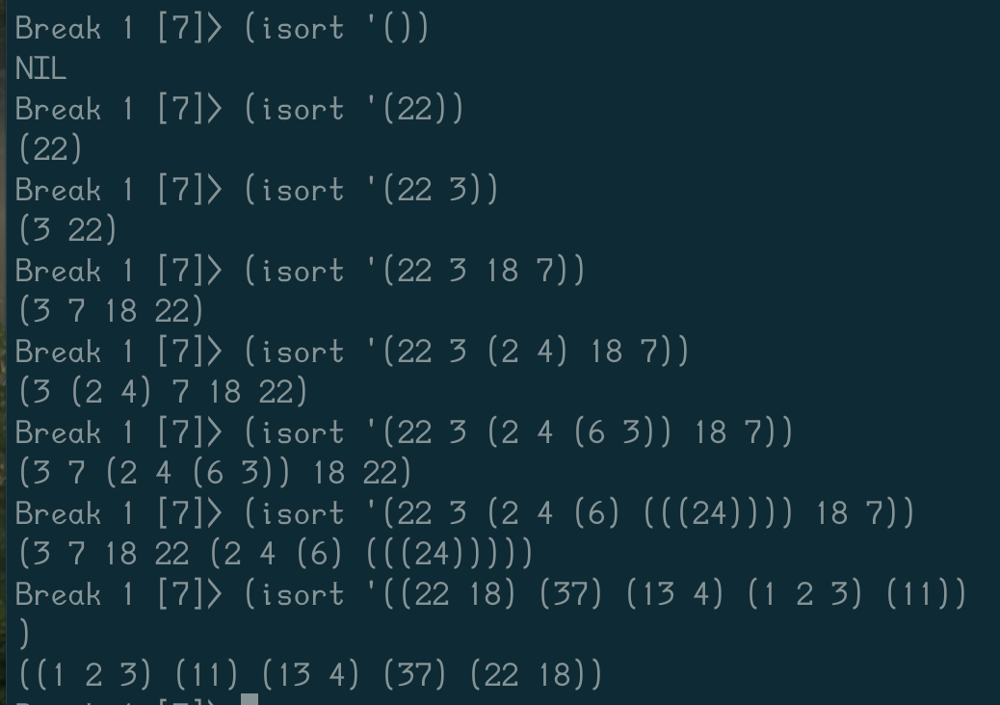 Break 1 [7]> (isort '())
NIL
Break 1 [7]> (isort '(22))
(22)
Break 1 [7]> (isort '(22 3))
(3 22)
Break 1 [7]> (isort '(22 3 18 7))
(3 7 18 22)
Break 1 [7]> (isort '(22 3 (2 4) 18 7))
(3 (2 4) 7 18 22)
Break 1 [7]> (isort '(22 3 (2 4 (6 3)) 18 7))
(3 7 (2 4 (6 3)) 18 22)
Break 1 [7]> (isort '(22 3 (2 4 (6) (((24)))) 18 7))
(3 7 18 22 (2 4 (6) (((24)))))
Break 1 [7]> (isort '((22 18) (37) (13 4) (1 2 3) (11))
)
((1 2 3) (11) (13 4) (37) (22 18))
Break 1 [7]>